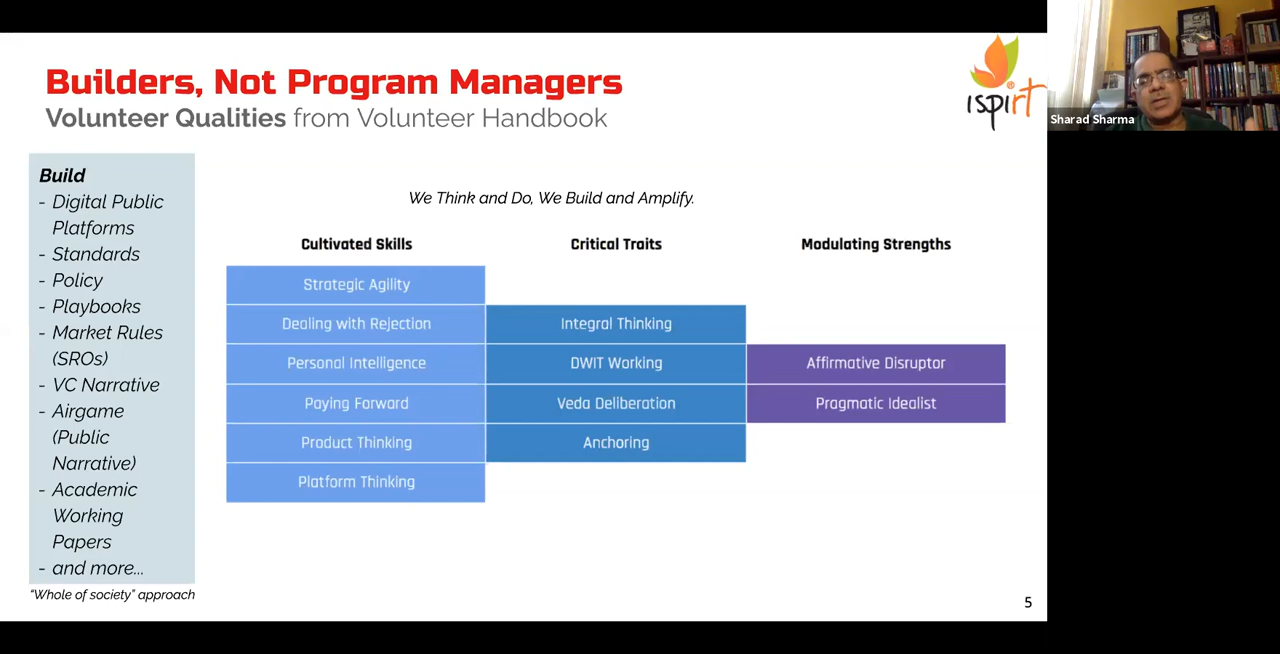 Builders, Not Program Managers
Volunteer Qualities from Volunteer Handbook
ispirt
®
Sharad Sharma
Build
- Digital Public
Platforms
- Standards
- Policy
- Playbooks
- Market Rules
(SROs)
- VC Narrative
- Airgame
(Public
Narrative)
- Academic
Working
Papers
- and more...
"Whole of society" approach
We Think and Do, We Build and Amplify.
Cultivated Skills
Strategic Agility
Dealing with Rejection
Personal Intelligence
Paying Forward
Product Thinking
Platform Thinking
Critical Traits
Integral Thinking
DWIT Working
Veda Deliberation
Anchoring
Modulating Strengths
Affirmative Disruptor
Pragmatic Idealist
5